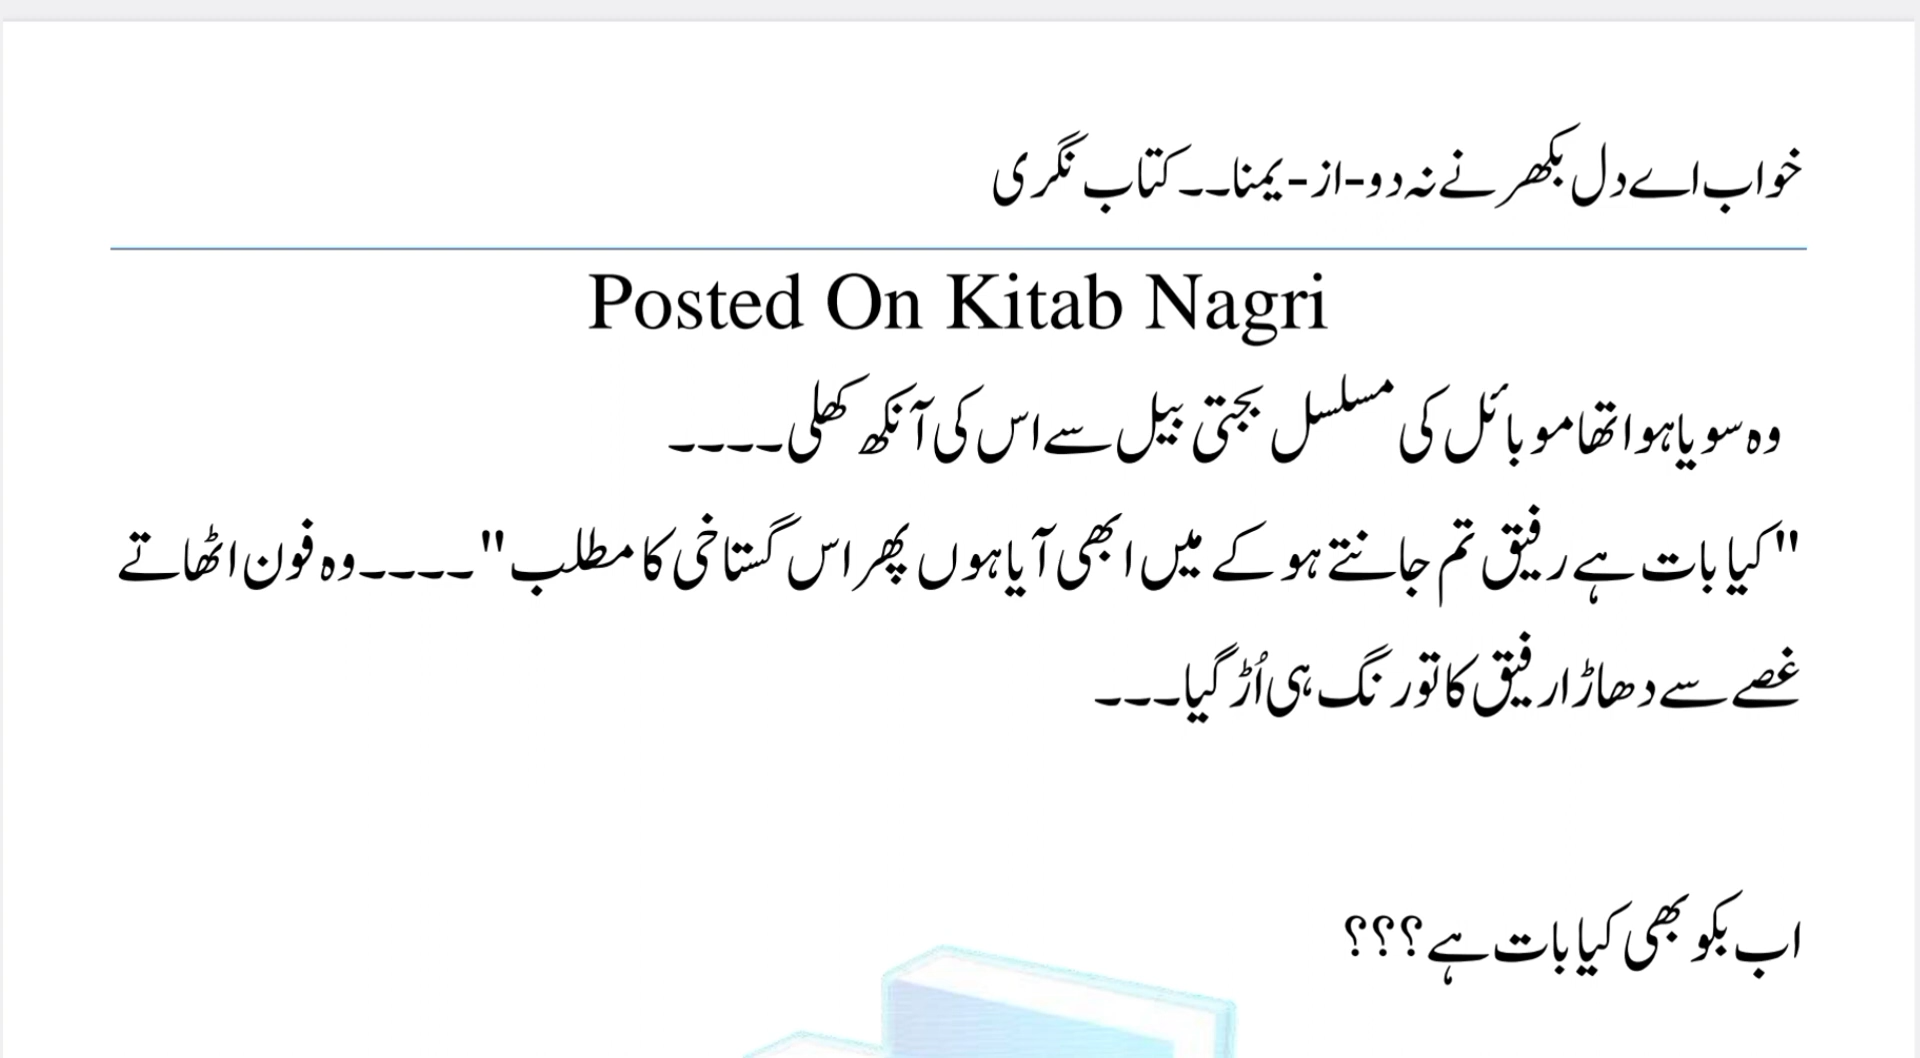 خواب اے دل بکھرنے نہ دو-از-یمنا۔۔کتاب نگری
Posted On Kitab Nagri
وہ سویا ہوا تھا موبائل کی مسلسل بجتی بیل سے اس کی آنکھ کھلی۔۔۔۔
"کیا بات ہے رفیق تم جانتے ہو کے میں ابھی آیا ہوں پھر اس گستاخی کا مطلب"۔۔۔۔وہ فون اٹھاتے
غصے سے دھاڑا رفیق کا تو رنگ ہی اُڑ گیا۔۔۔
اب بکو بھی کیا بات ہے؟؟؟